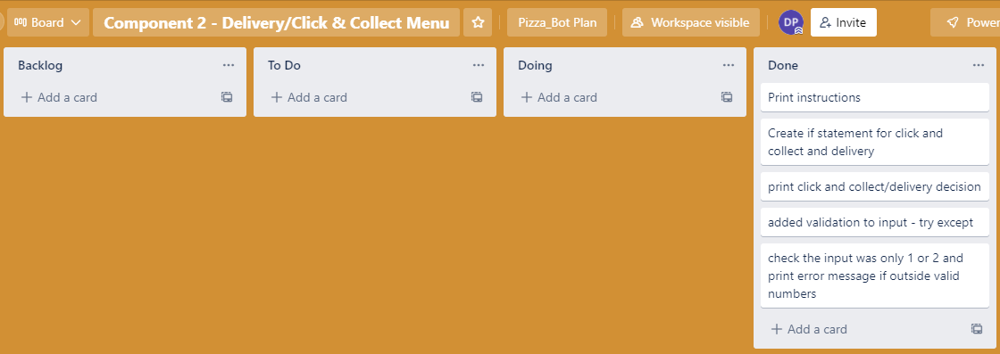 Board
Component 2 - Delivery/Click & Collect Menu
Pizza_Bot Plan
Workspace visible
DP
Invite
Power
Backlog
Add a card
To Do
Add a card
Doing
Add a card
Done
Print instructions
Create if statement for click and
collect and delivery
print click and collect/delivery decision
added validation to input - try except
check the input was only 1 or 2 and
print error message if outside valid
numbers
Add a card